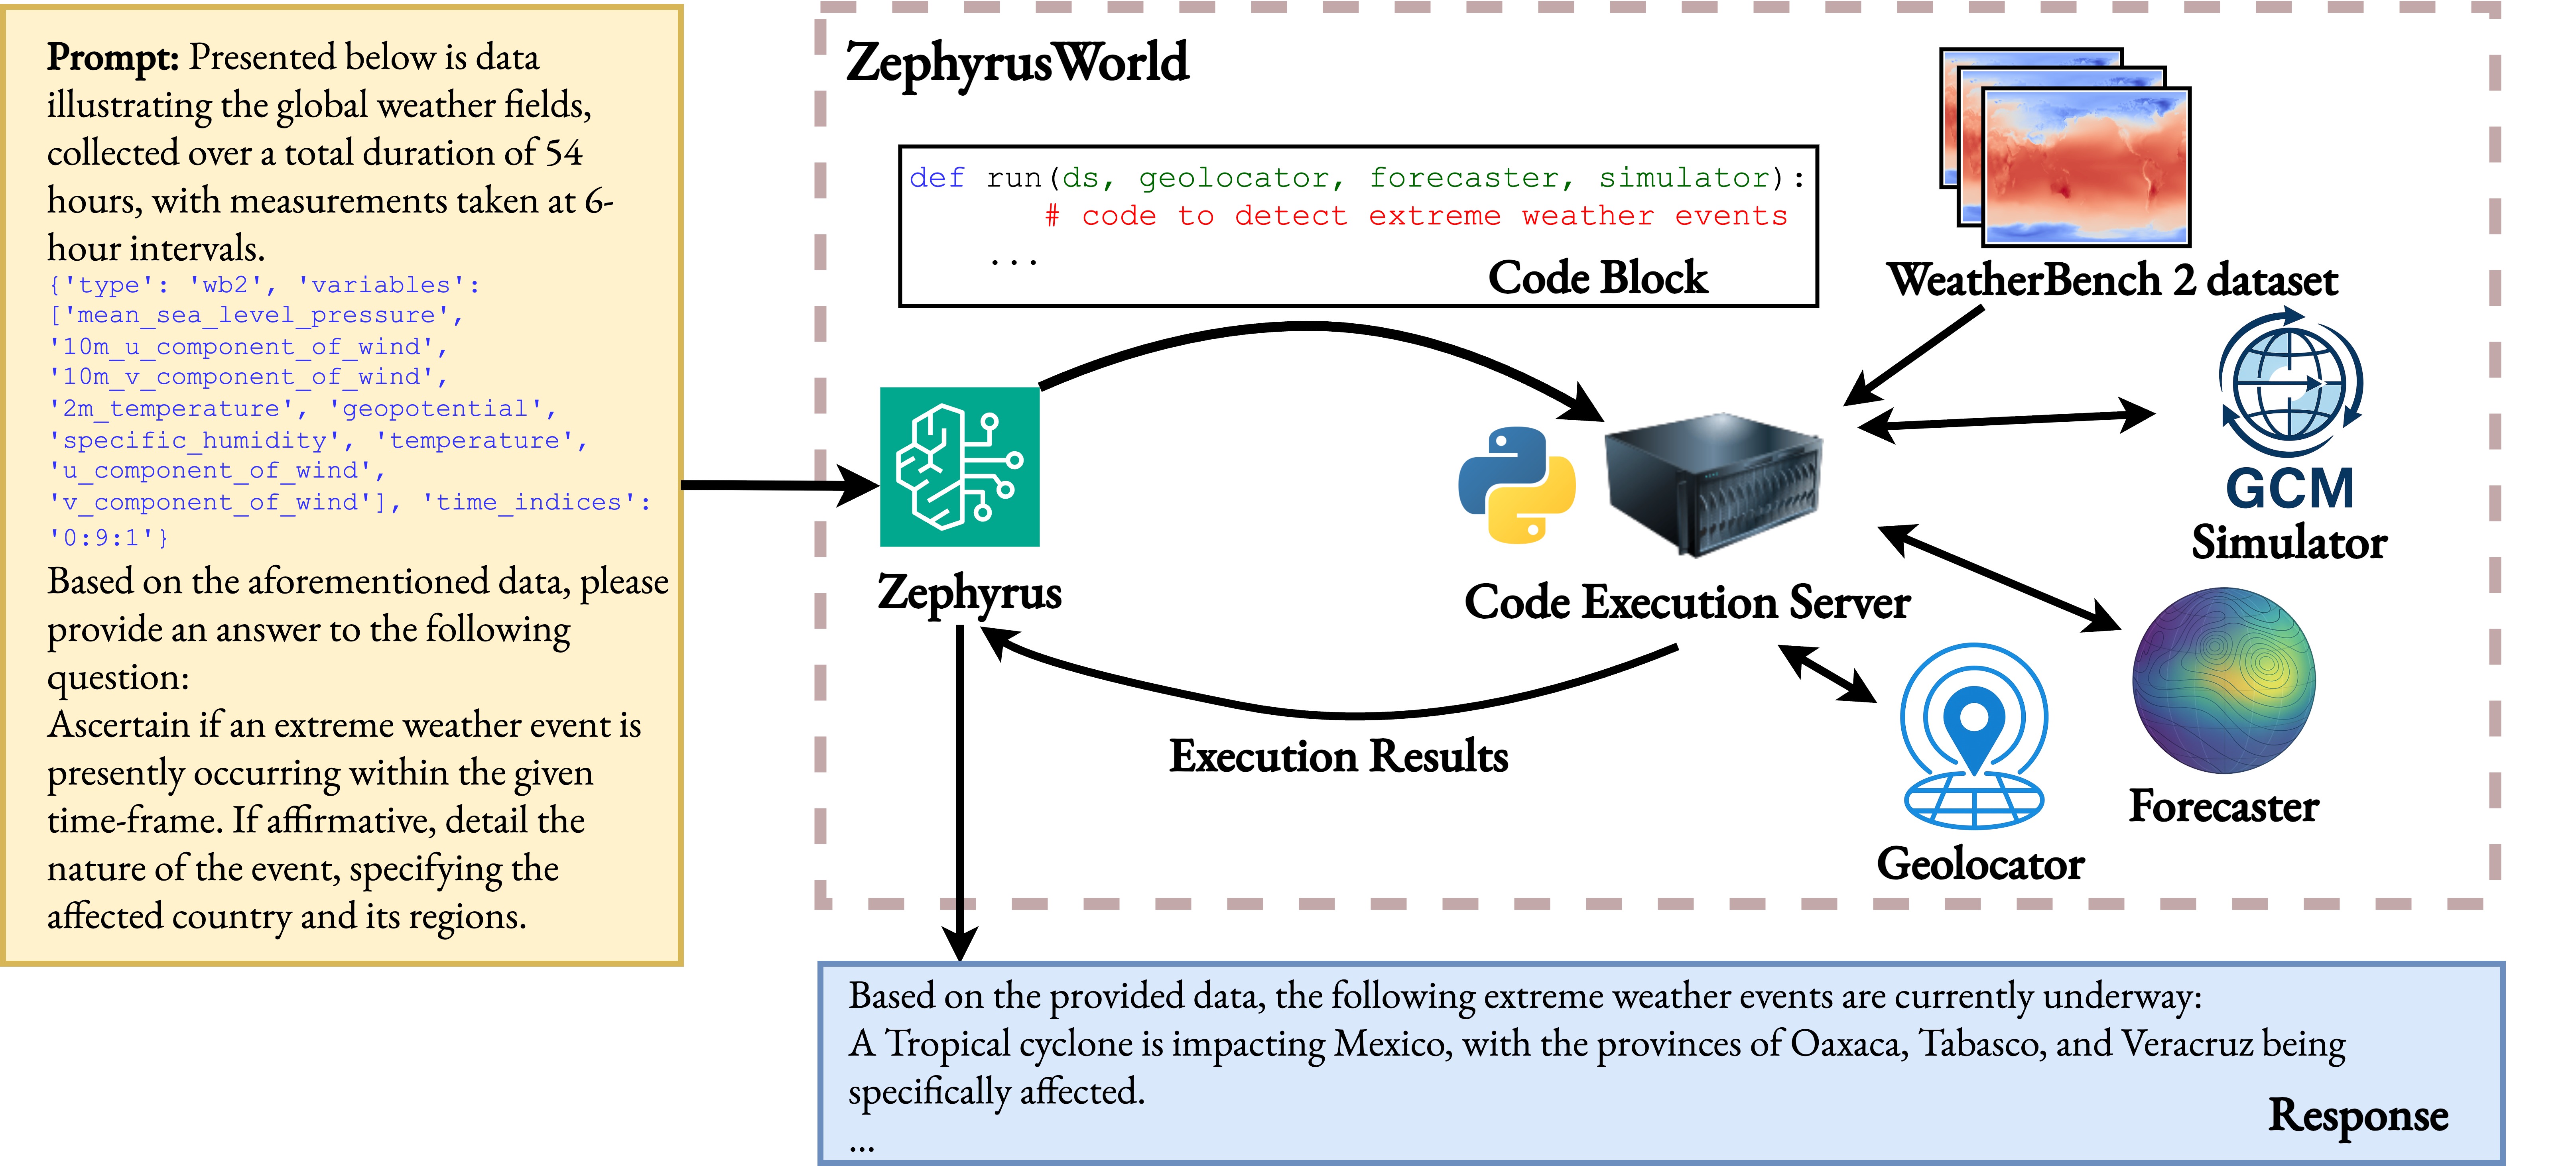 Prompt: Presented below is data
illustrating the global weather fields,
collected over a total duration of 54
hours, with measurements taken at 6-
hour intervals.
{'type': 'wb2', 'variables':
['mean_sea_level_pressure',
'10m_u_component_of_wind',
'10m_v_component_of_wind',
'2m_temperature', 'geopotential',
'specific_humidity', 'temperature',
'u_component_of_wind',
'v_component_of_wind'], 'time_indices':
'0:9:1'}
Based on the aforementioned data, please
provide an answer to the following
question:
Ascertain if an extreme weather event is
presently occurring within the given
time-frame. If affirmative, detail the
nature of the event, specifying the
affected country and its regions.
ZephyrusWorld
def run(ds, geolocator, forecaster, simulator):
# code to detect extreme weather events
...
Code Block
WeatherBench 2 dataset
GCM
Simulator
Zephyrus
Code Execution Server
Execution Results
Forecaster
Geolocator
Based on the provided data, the following extreme weather events are currently underway:
A Tropical cyclone is impacting Mexico, with the provinces of Oaxaca, Tabasco, and Veracruz being
specifically affected.
...
Response